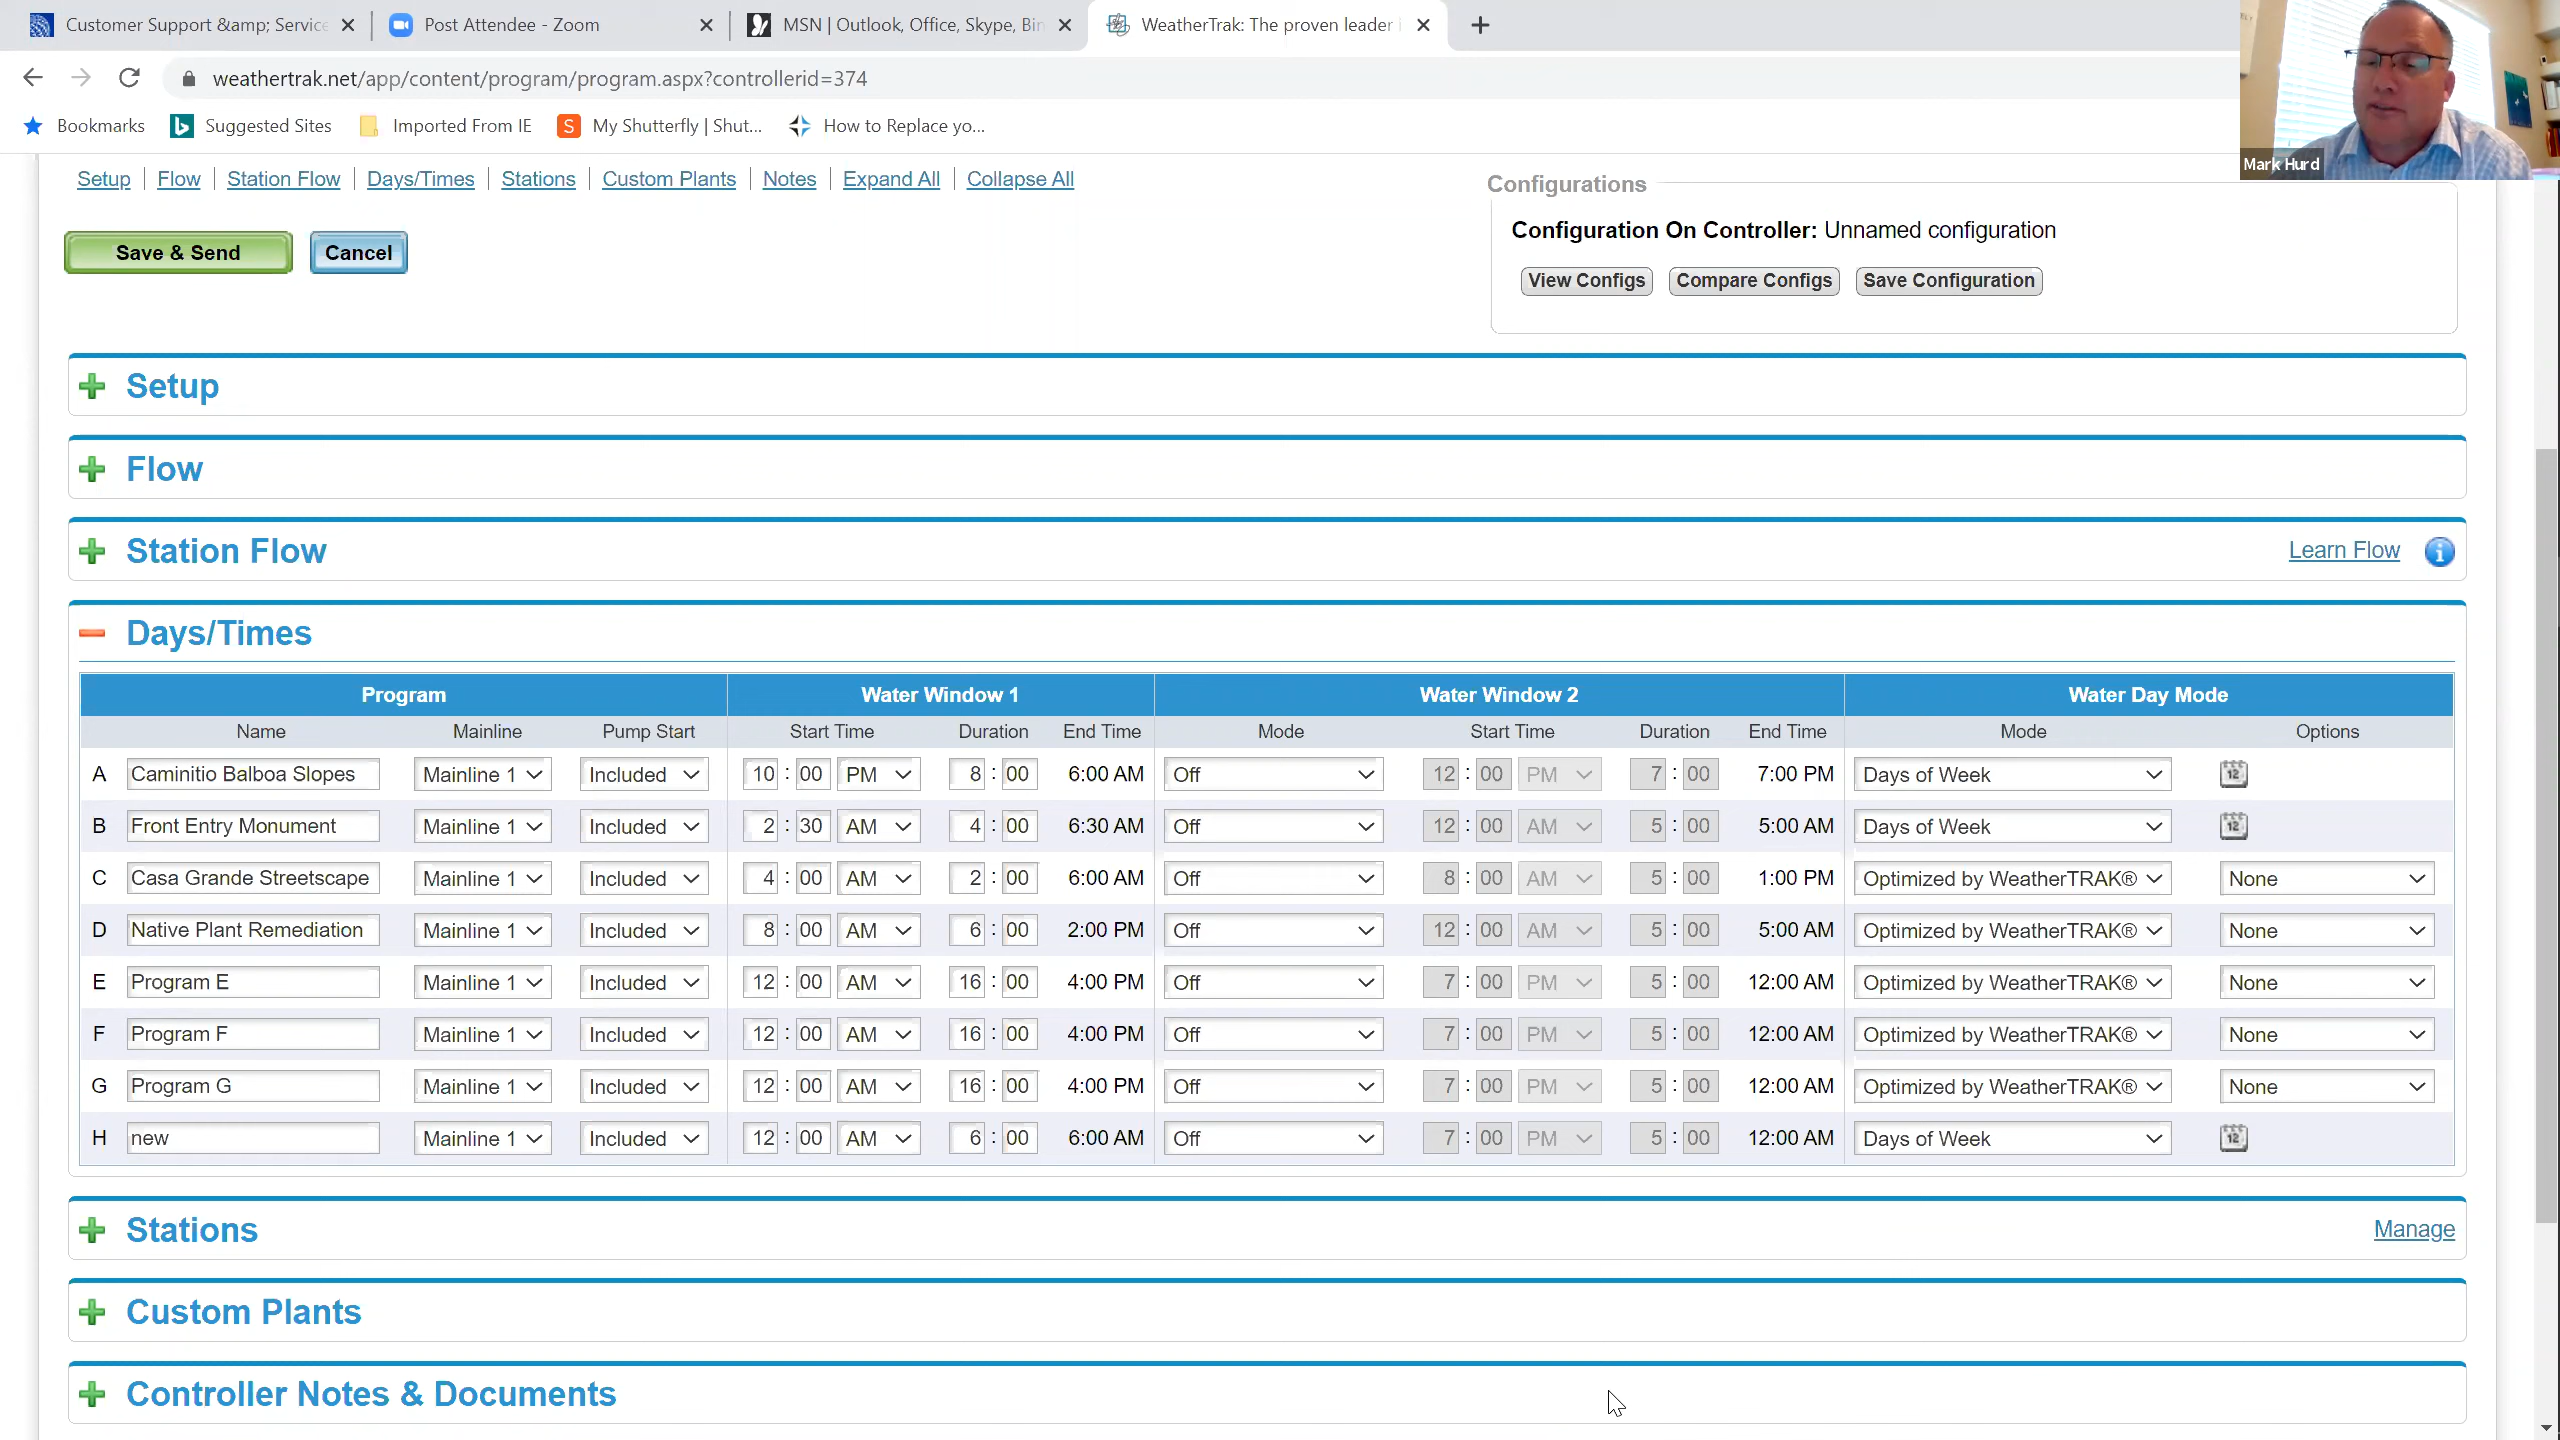 Customer Support &amp; Service
Post Attendee - Zoom
MSN | Outlook, Office, Skype, Bin
WeatherTrak: The proven leader i
weathertrak.net/app/content/program/program.aspx?controllerid=374
Bookmarks Suggested Sites Imported From IE My Shutterfly | Shut... How to Replace yo...
Mark Hurd
Setup Flow Station Flow Days/Times Stations Custom Plants Notes Expand All Collapse All
Configurations
Save & Send Cancel
Configuration On Controller: Unnamed configuration
View Configs Compare Configs Save Configuration
Setup
Flow
Station Flow Learn Flow
Days/Times
Program Water Window 1 Water Window 2 Water Day Mode
Name Mainline Pump Start Start Time Duration End Time Mode Start Time Duration End Time Mode Options
A Caminitio Balboa Slopes Mainline 1 Included 10 : 00 PM 8 : 00 6:00 AM Off 12 : 00 PM 7 : 00 7:00 PM Days of Week 12
B Front Entry Monument Mainline 1 Included 2 : 30 AM 4 : 00 6:30 AM Off 12 : 00 AM 5 : 00 5:00 AM Days of Week 12
C Casa Grande Streetscape Mainline 1 Included 4 : 00 AM 2 : 00 6:00 AM Off 8 : 00 AM 5 : 00 1:00 PM Optimized by WeatherTRAK® None
D Native Plant Remediation Mainline 1 Included 8 : 00 AM 6 : 00 2:00 PM Off 12 : 00 AM 5 : 00 5:00 AM Optimized by WeatherTRAK® None
E Program E Mainline 1 Included 12 : 00 AM 16 : 00 4:00 PM Off 7 : 00 PM 5 : 00 12:00 AM Optimized by WeatherTRAK® None
F Program F Mainline 1 Included 12 : 00 AM 16 : 00 4:00 PM Off 7 : 00 PM 5 : 00 12:00 AM Optimized by WeatherTRAK® None
G Program G Mainline 1 Included 12 : 00 AM 16 : 00 4:00 PM Off 7 : 00 PM 5 : 00 12:00 AM Optimized by WeatherTRAK® None
H new Mainline 1 Included 12 : 00 AM 6 : 00 6:00 AM Off 7 : 00 PM 5 : 00 12:00 AM Days of Week 12
Stations Manage
Custom Plants
Controller Notes & Documents